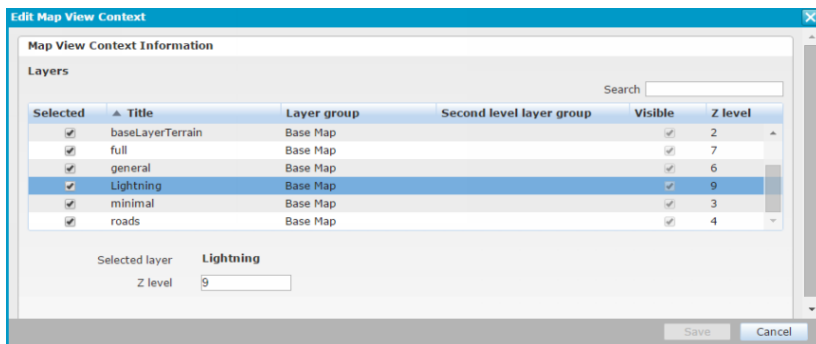 Edit Map View Context
Map View Context Information
Layers
Search
Selected Title Layer group Second level layer group Visible Z level
baseLayerTerrain Base Map 2
full Base Map 7
general Base Map 6
Lightning Base Map 9
minimal Base Map 3
roads Base Map 4
Selected layer Lightning
Z level 9
Save Cancel